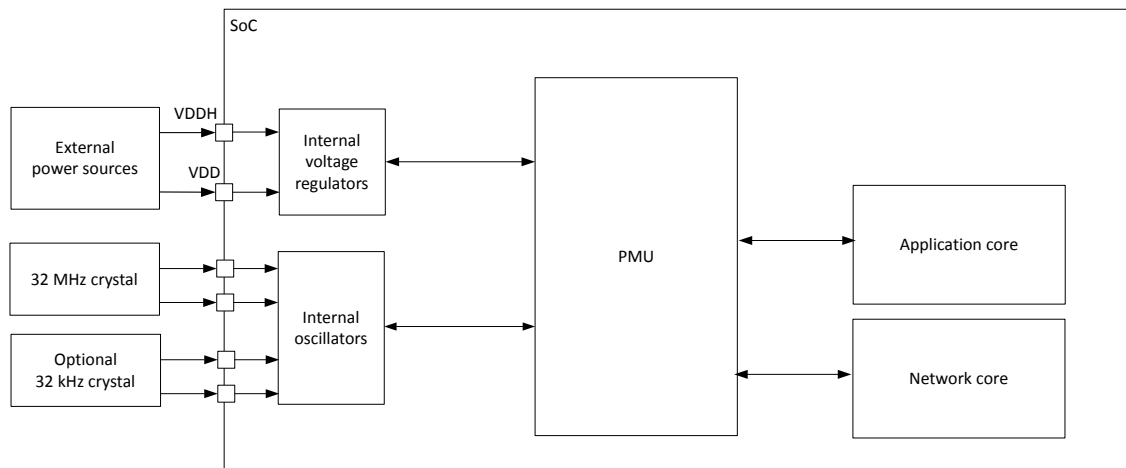 SoC
VDDH
External
power sources
VDD
Internal
voltage
regulators
PMU
Application core
32 MHz crystal
Internal
oscillators
Optional
32 kHz crystal
Network core